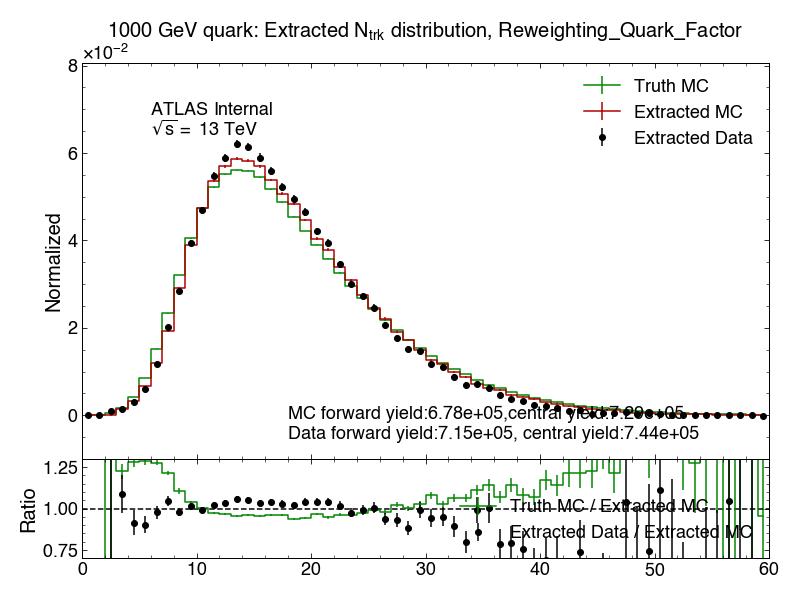 1000 GeV quark: Extracted N_trk distribution, Reweighting_Quark_Factor
×10⁻²
8
ATLAS Internal
√s = 13 TeV
Truth MC
Extracted MC
Extracted Data
6
Normalized
4
2
0
MC forward yield:6.78e+05,central yield:7.29e+05
Data forward yield:7.15e+05, central yield:7.44e+05
1.25
Ratio
1.00
Truth MC / Extracted MC
Extracted Data / Extracted MC
0.75
0 10 20 30 40 50 60